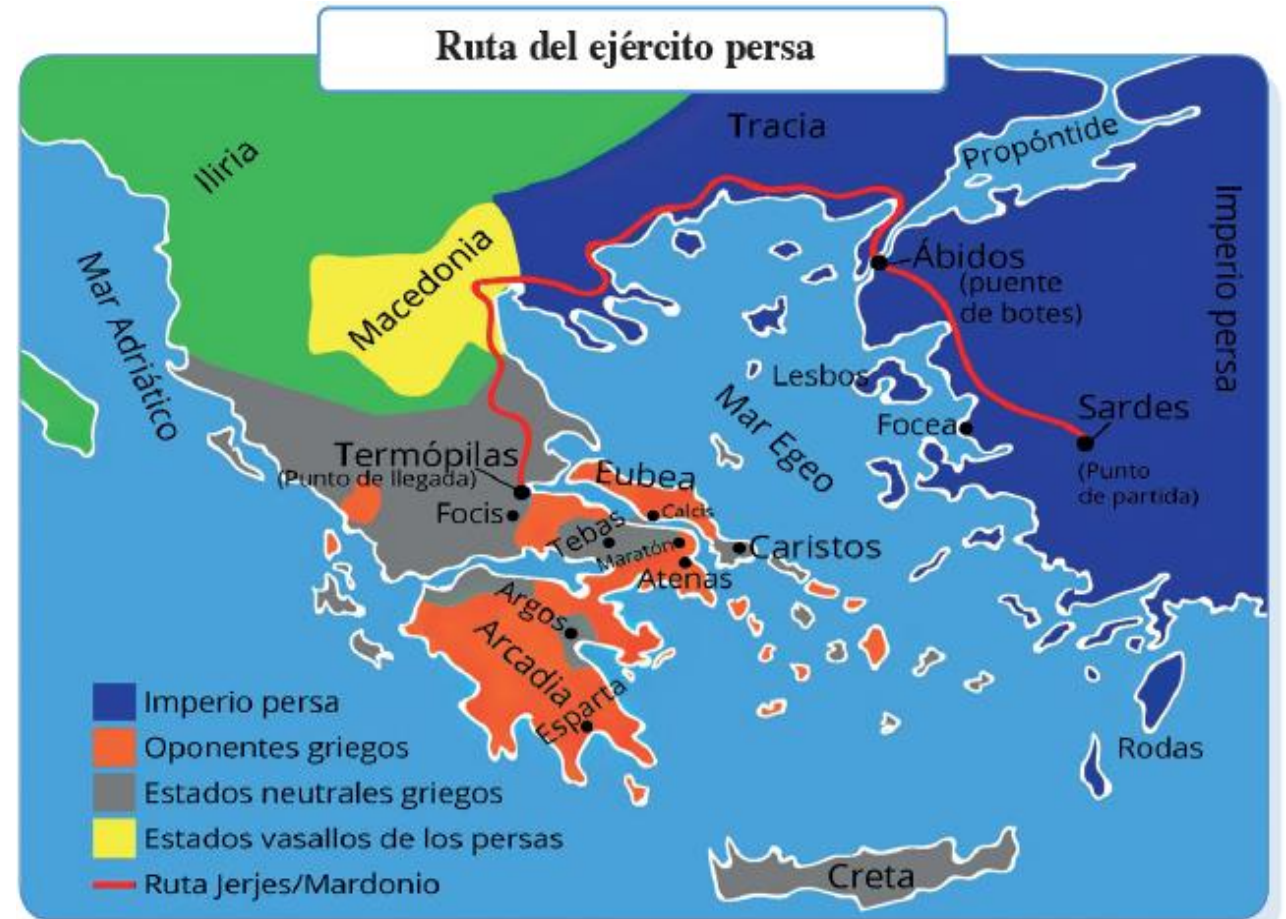 Ruta del ejército persa
Tracia
Propóntide
Iliria
Imperio persa
Macedonia
Ábidos
(puente
de botes)
Mar Adriático
Lesbos
Mar Egeo
Focea
Sardes
(Punto
de partida)
Termópilas
(Punto de llegada)
Eubea
Focis
Calcis
Tebas
Maratón
Caristos
Atenas
Argos
Arcadia
Esparta
Rodas
Creta
Imperio persa
Oponentes griegos
Estados neutrales griegos
Estados vasallos de los persas
Ruta Jerjes/Mardonio